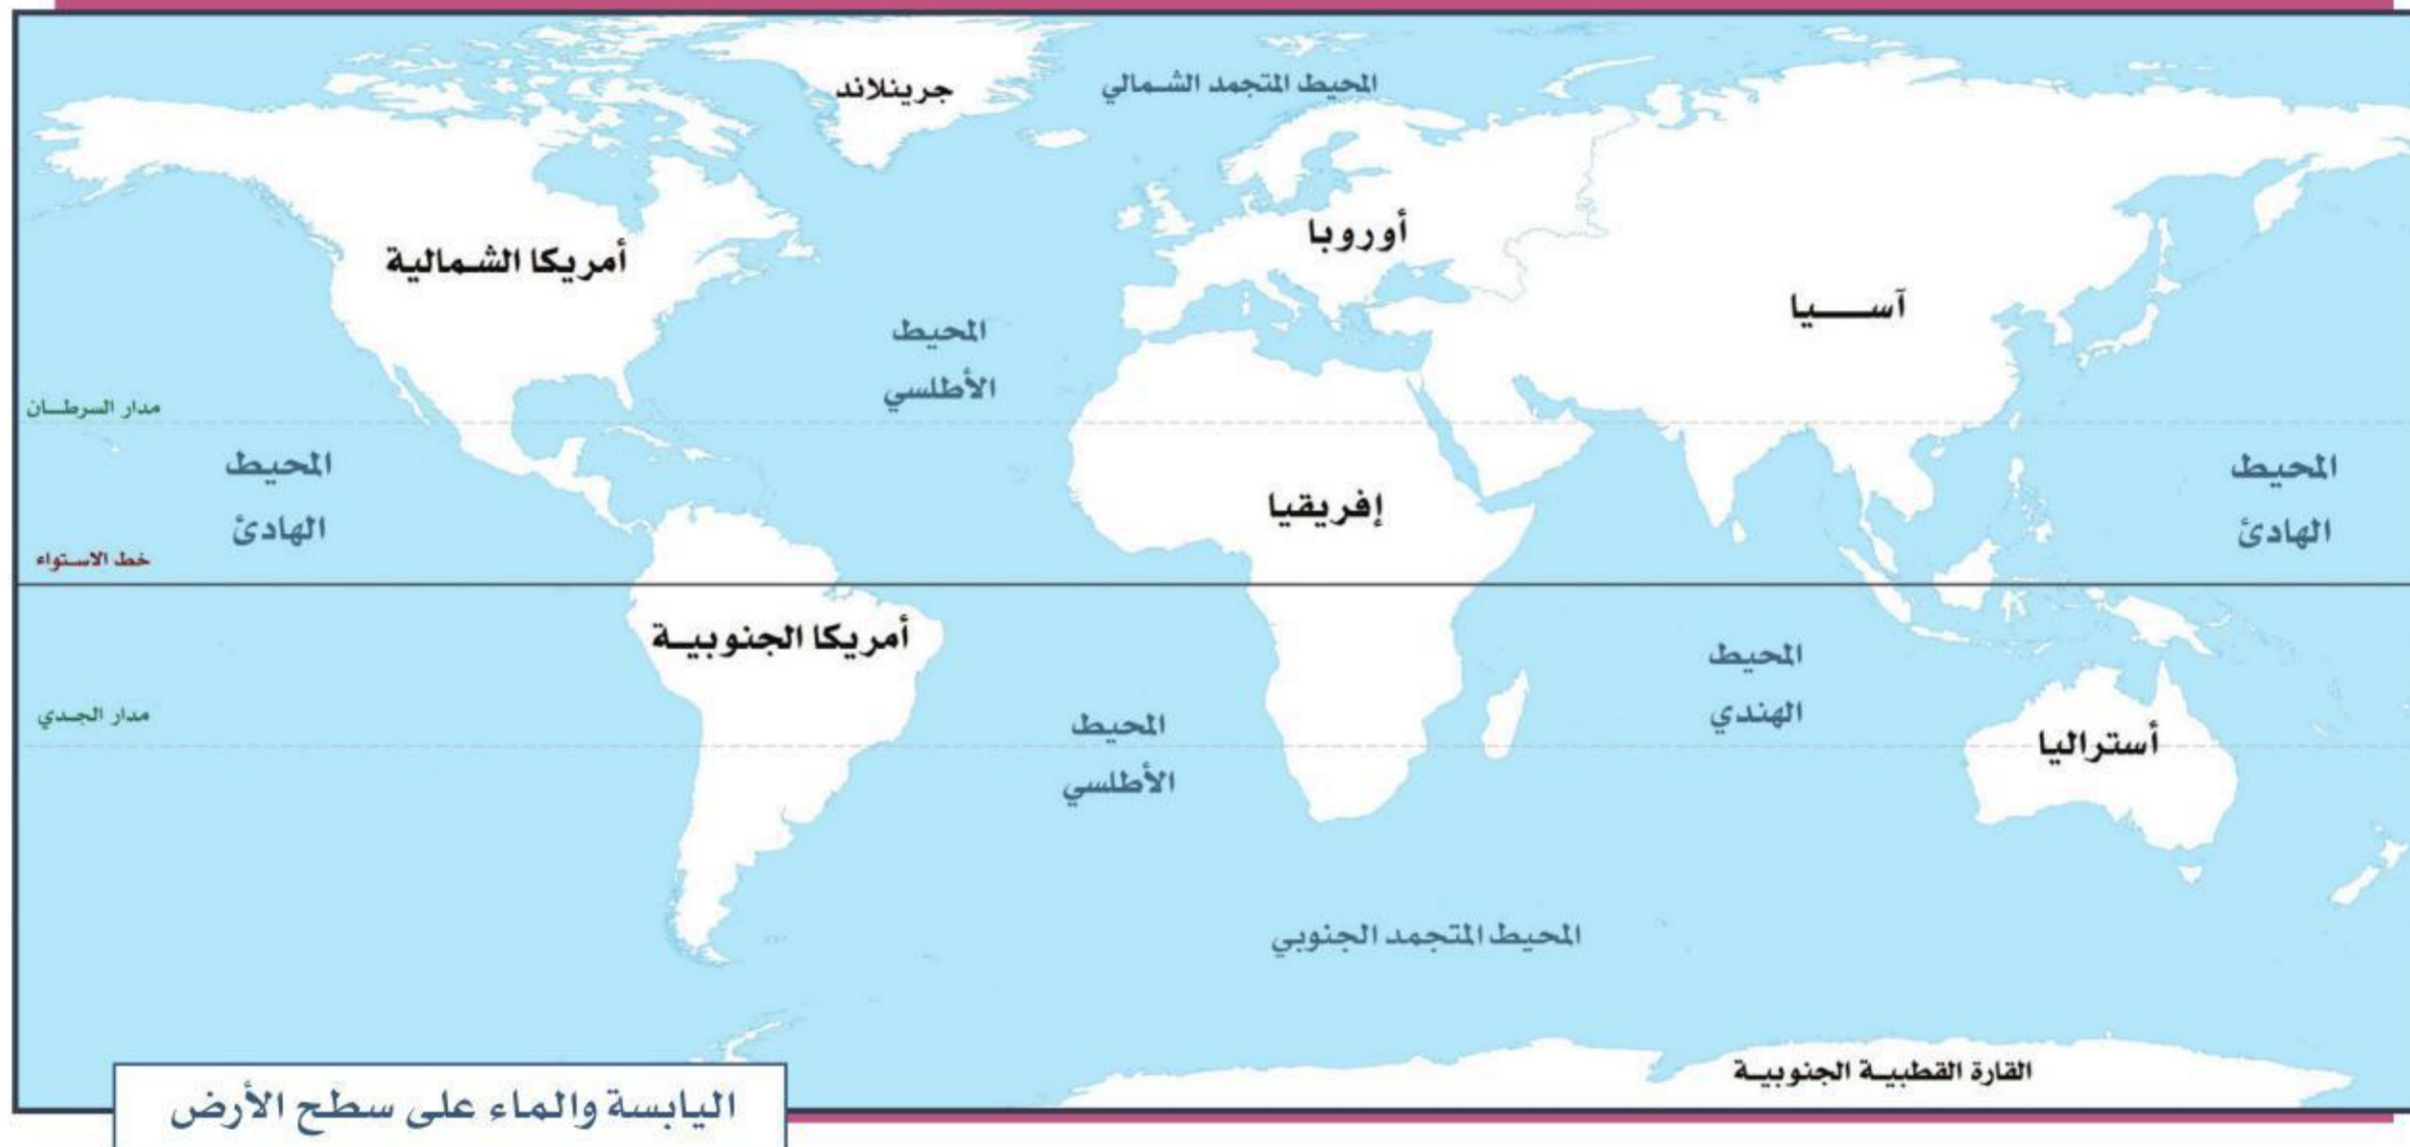 المحيط المتجمد الشمالي
جرينلاند
أوروبا
أمريكا الشمالية
آسيا
المحيط
الأطلسي
مدار السرطان
المحيط
الهادئ
إفريقيا
المحيط
الهادئ
خط الاستواء
أمريكا الجنوبية
المحيط
الهندي
مدار الجدي
المحيط
الأطلسي
أستراليا
المحيط المتجمد الجنوبي
القارة القطبية الجنوبية
اليابسة والماء على سطح الأرض